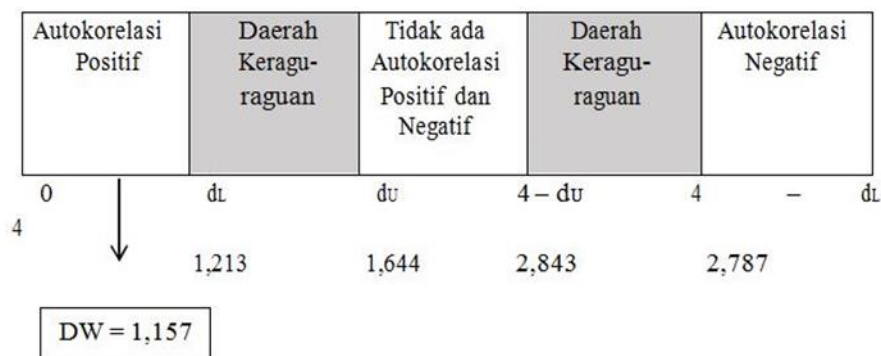 Autokorelasi Positif
Daerah Keragu-raguan
Tidak ada Autokorelasi Positif dan Negatif
Daerah Keragu-raguan
Autokorelasi Negatif
0 dL dU 4 – dU 4 – dL
4
1,213 1,644 2,843 2,787
DW = 1,157